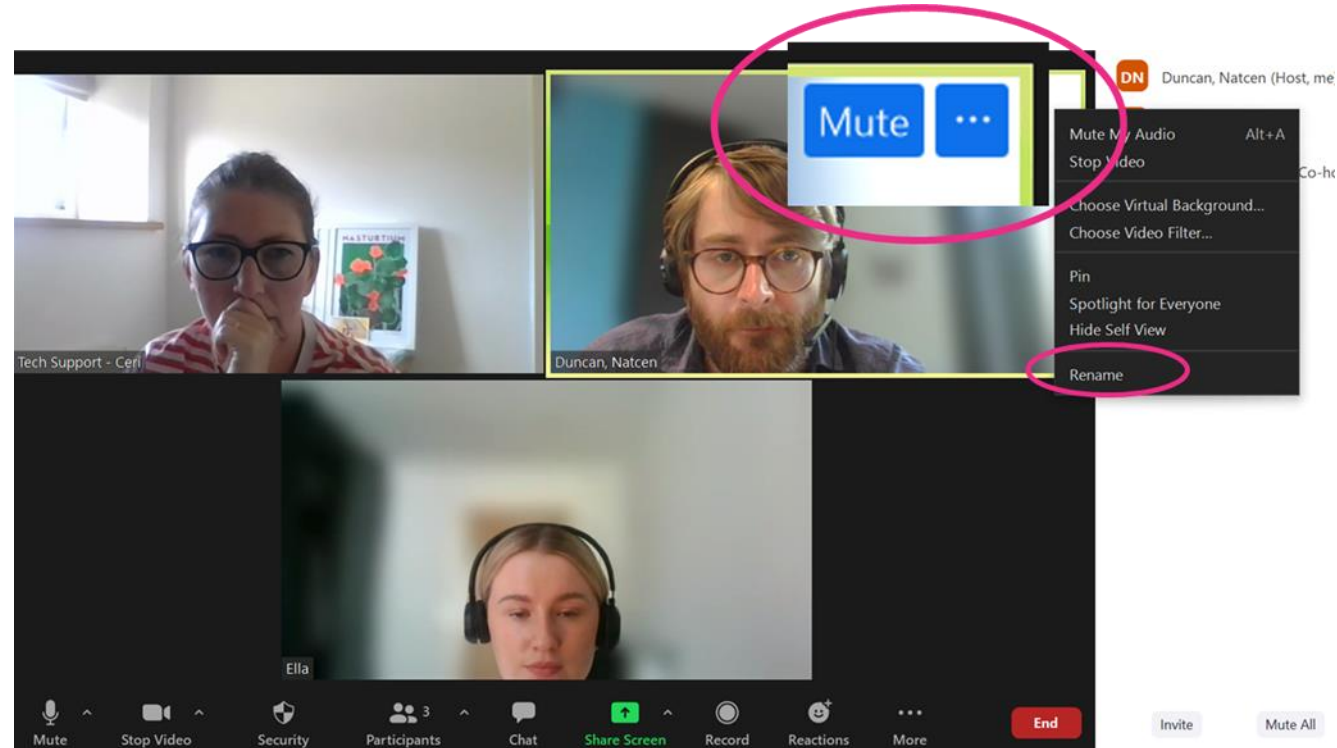 Mute ...
DN Duncan, Natcen (Host, me)
Mute My Audio Alt+A
Stop Video
Co-ho
Choose Virtual Background...
Choose Video Filter...
Pin
Spotlight for Everyone
Hide Self View
Rename
NASTURTIUM
Tech Support - Ceri
Duncan, Natcen
Ella
3
Mute Stop Video Security Participants Chat Share Screen Record Reactions More
End
Invite Mute All